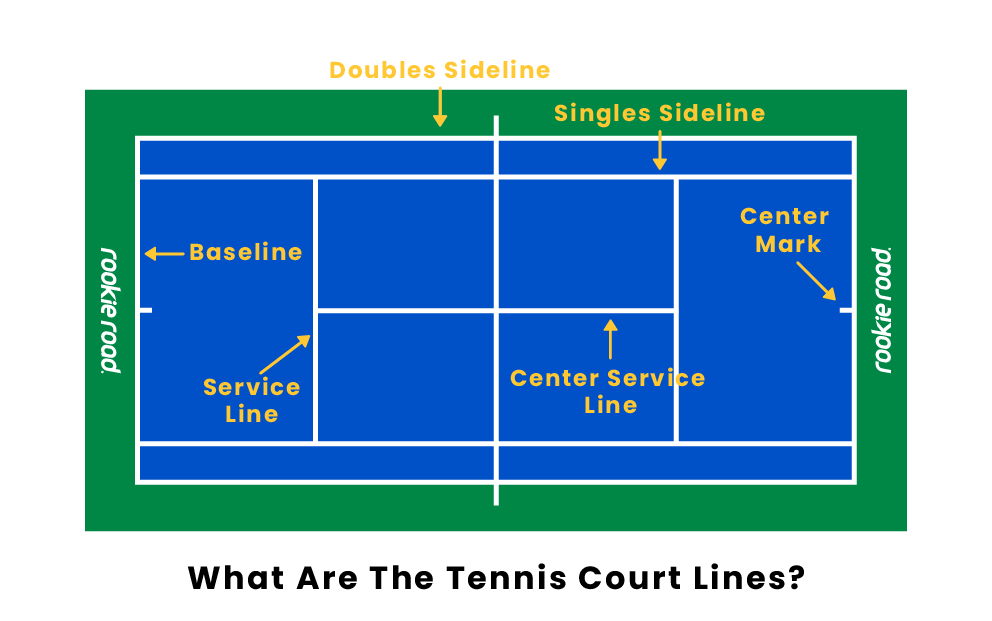 Doubles Sideline
Singles Sideline
Center
Mark
Baseline
rookie road.
rookie road.
Service
Line
Center Service
Line
What Are The Tennis Court Lines?